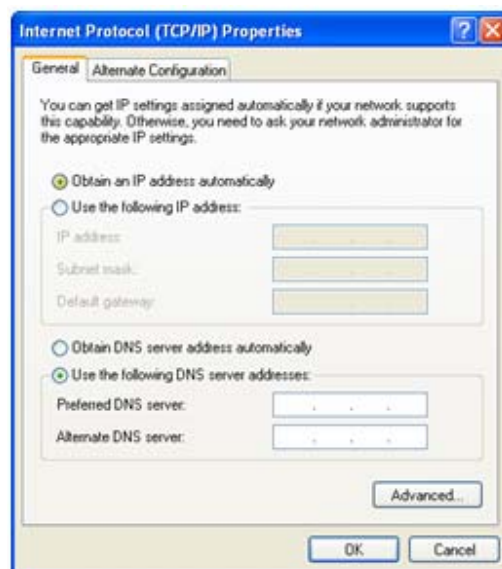 Internet Protocol (TCP/IP) Properties
General
Alternate Configuration
You can get IP settings assigned automatically if your network supports
this capability. Otherwise, you need to ask your network administrator for
the appropriate IP settings.
Obtain an IP address automatically
Use the following IP address:
IP address:
Subnet mask:
Default gateway:
Obtain DNS server address automatically
Use the following DNS server addresses:
Preferred DNS server:
Alternate DNS server:
Advanced...
OK
Cancel